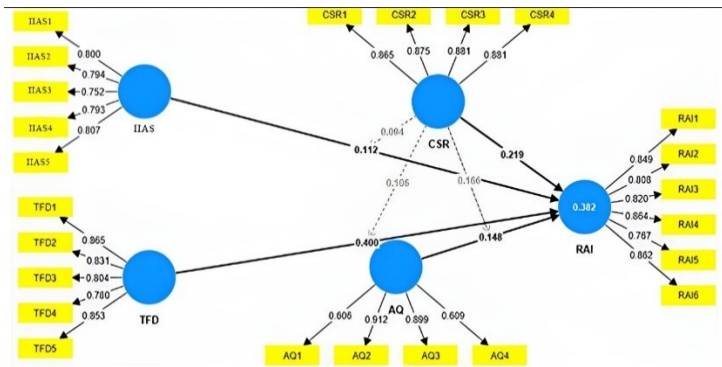 CSR1 CSR2 CSR3 CSR4
IIAS1
IIAS2
IIAS3
IIAS4
IIAS5
0.800
0.794
0.752
0.793
0.807
IIAS
0.865
0.875
0.881
0.881
CSR
0.094
0.112
0.105
0.166
0.219
RAI1
RAI2
RAI3
RAI4
RAI5
RAI6
0.849
0.808
0.820
0.864
0.767
0.862
0.382
RAI
TFD1
TFD2
TFD3
TFD4
TFD5
0.865
0.831
0.804
0.780
0.853
TFD
0.400
0.148
AQ
0.606
0.912
0.899
0.609
AQ1 AQ2 AQ3 AQ4